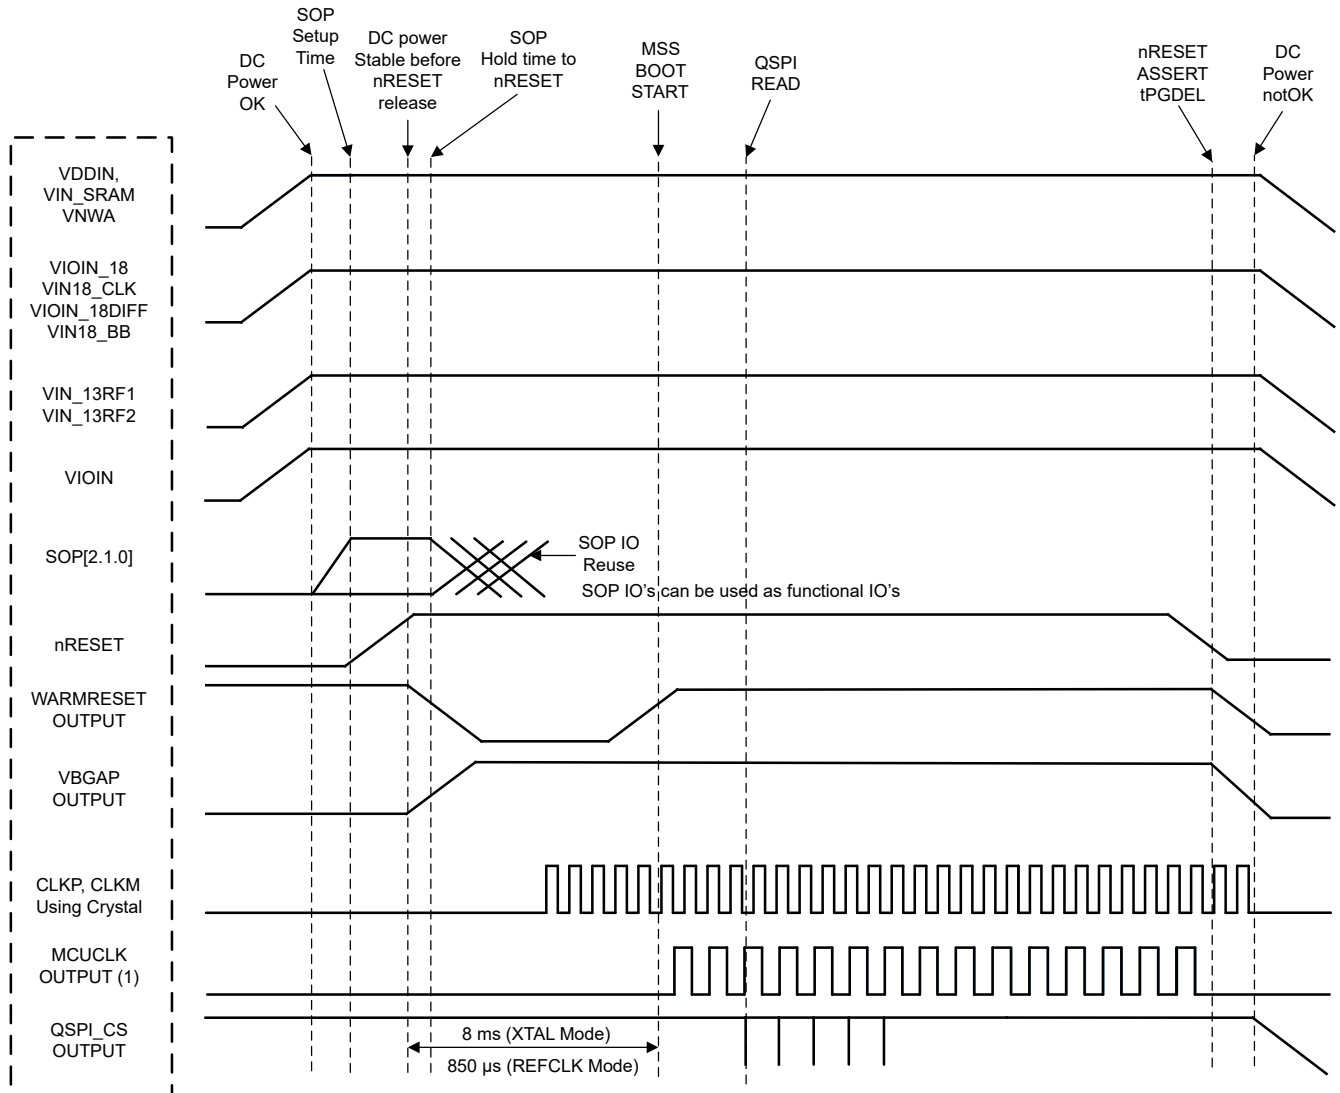 SOP
Setup
Time
DC
Power
OK
DC power
Stable before
nRESET
release
SOP
Hold time to
nRESET
MSS
BOOT
START
QSPI
READ
nRESET
ASSERT
tPGDEL
DC
Power
notOK
VDDIN,
VIN_SRAM
VNWA
VIOIN_18
VIN18_CLK
VIOIN_18DIFF
VIN18_BB
VIN_13RF1
VIN_13RF2
VIOIN
SOP[2.1.0]
SOP IO
Reuse
SOP IO's can be used as functional IO's
nRESET
WARMRESET
OUTPUT
VBGAP
OUTPUT
CLKP, CLKM
Using Crystal
MCUCLK
OUTPUT (1)
QSPI_CS
OUTPUT
8 ms (XTAL Mode)
850 µs (REFCLK Mode)